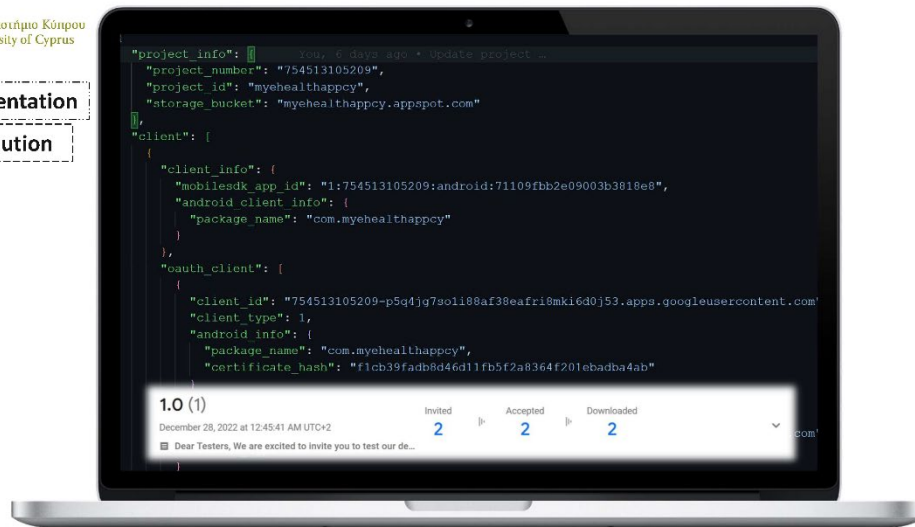 Κύπρου
sity of Cyprus
entation
ution
"project_info": { You, 6 days ago • Update project …
"project_number": "754513105209",
"project_id": "myehealthappcy",
"storage_bucket": "myehealthappcy.appspot.com"
},
"client": [
{
"client_info": {
"mobilesdk_app_id": "1:754513105209:android:71109fbb2e09003b3818e8",
"android_client_info": {
"package_name": "com.myehealthappcy"
}
},
"oauth_client": [
{
"client_id": "754513105209-p5q4jg7so1i88af38eafri8mki6d0j53.apps.googleusercontent.com"
"client_type": 1,
"android_info": {
"package_name": "com.myehealthappcy",
"certificate_hash": "f1cb39fadb8d46d11fb5f2a8364f201ebadba4ab"
}
1.0 (1)
December 28, 2022 at 12:45:41 AM UTC+2
Dear Testers, We are excited to invite you to test our de...
Invited Accepted Downloaded
2 2 2
com"
}